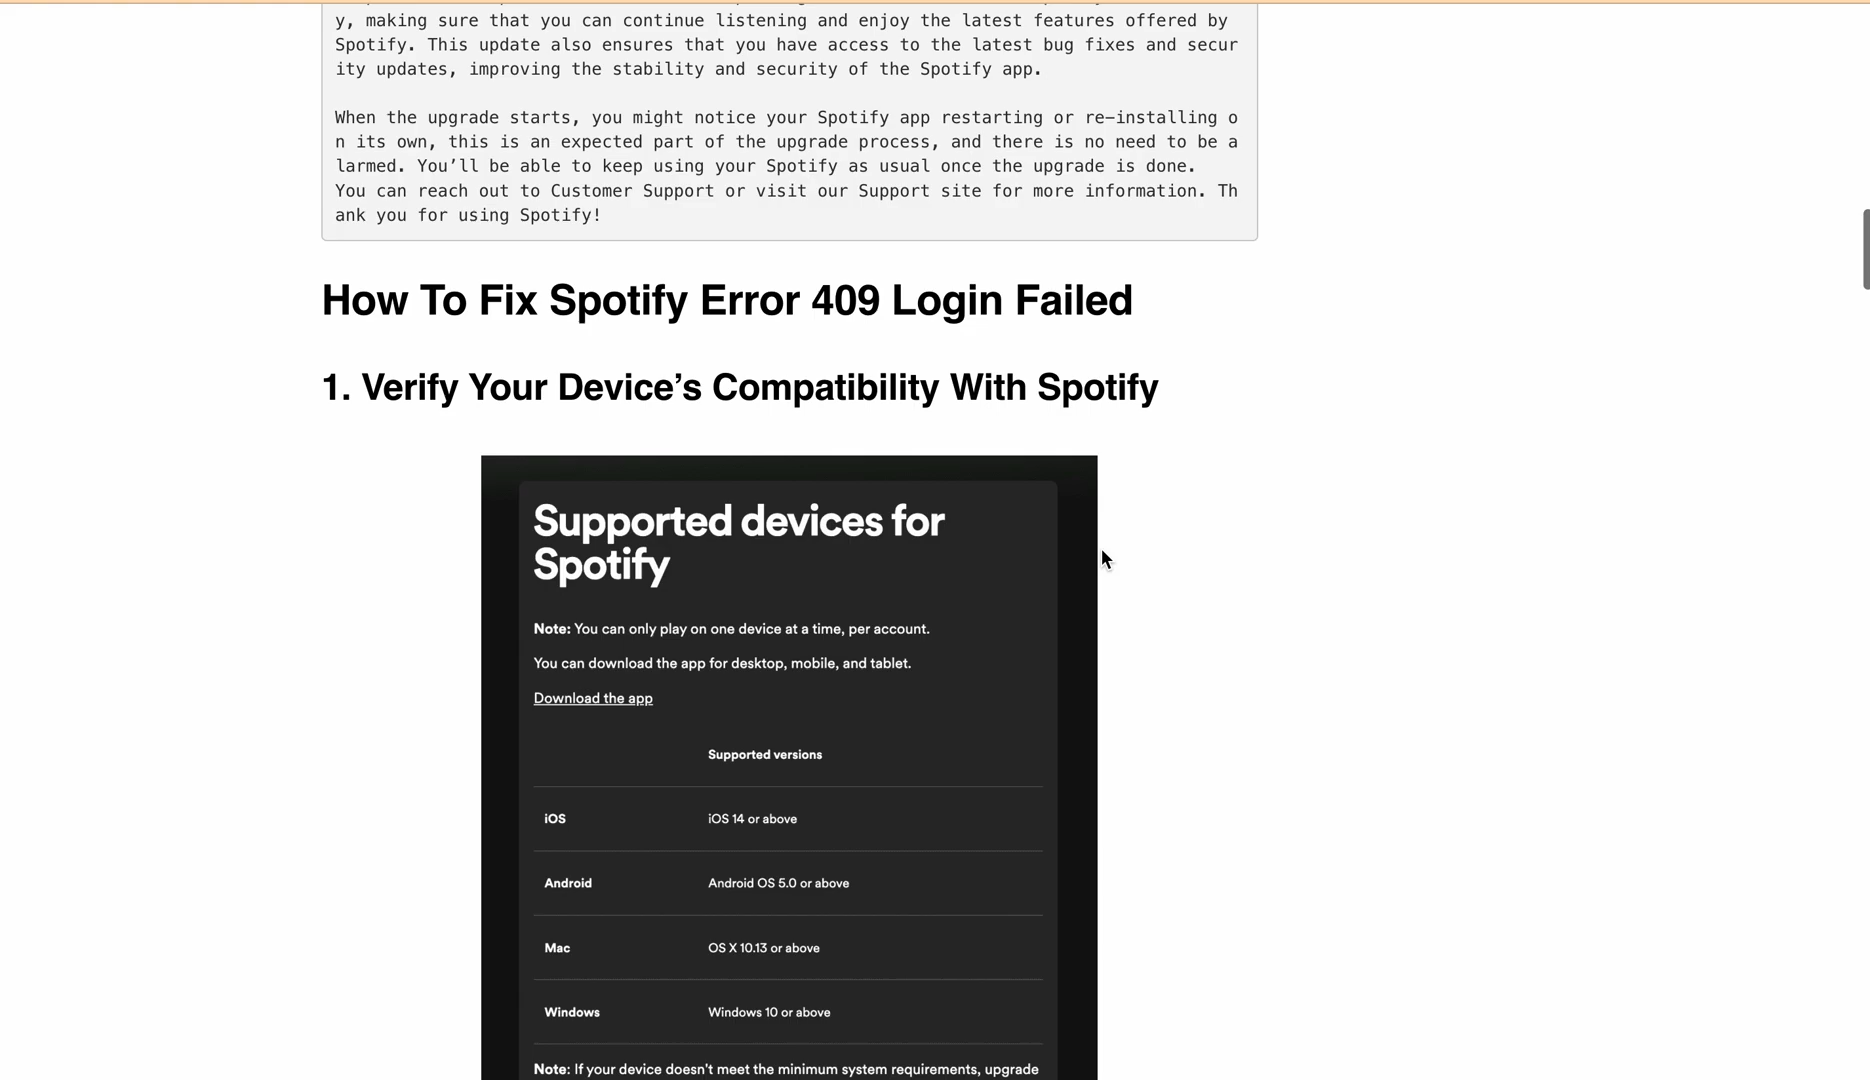 y, making sure that you can continue listening and enjoy the latest features offered by
Spotify. This update also ensures that you have access to the latest bug fixes and secur
ity updates, improving the stability and security of the Spotify app.
When the upgrade starts, you might notice your Spotify app restarting or re-installing o
n its own, this is an expected part of the upgrade process, and there is no need to be a
larmed. You’ll be able to keep using your Spotify as usual once the upgrade is done.
You can reach out to Customer Support or visit our Support site for more information. Th
ank you for using Spotify!
How To Fix Spotify Error 409 Login Failed
1. Verify Your Device’s Compatibility With Spotify
Supported devices for
Spotify
Note: You can only play on one device at a time, per account.
You can download the app for desktop, mobile, and tablet.
Download the app
Supported versions
iOS iOS 14 or above
Android Android OS 5.0 or above
Mac OS X 10.13 or above
Windows Windows 10 or above
Note: If your device doesn't meet the minimum system requirements, upgrade